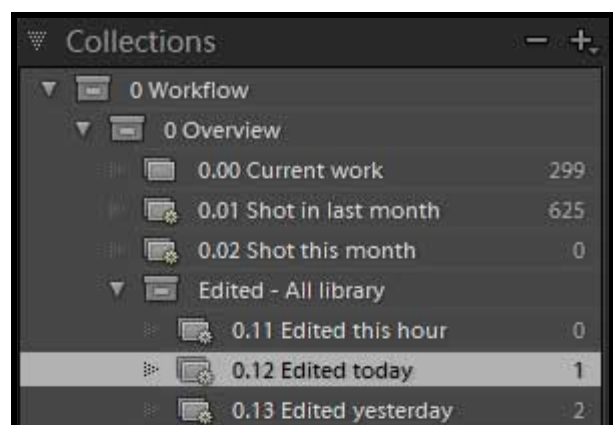 Collections
0 Workflow
0 Overview
0.00 Current work 299
0.01 Shot in last month 625
0.02 Shot this month 0
Edited - All library
0.11 Edited this hour 0
0.12 Edited today 1
0.13 Edited yesterday 2